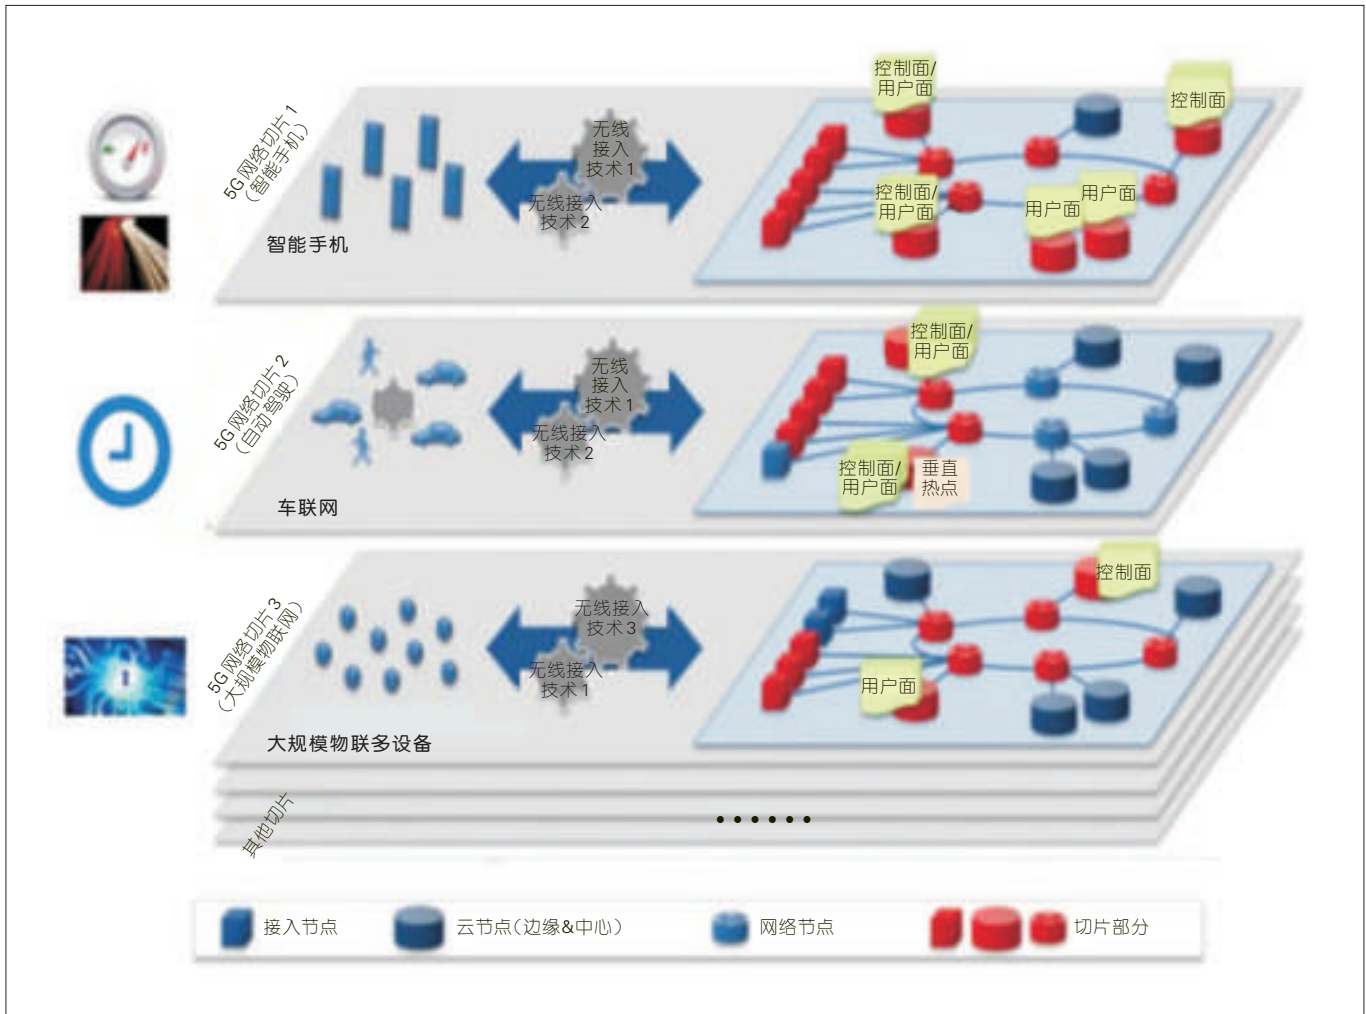 5G网络切片1
(智能手机)
智能手机
无线
接入
技术1
无线接入
技术2
控制面/
用户面
控制面
控制面/
用户面
用户面
用户面
5G网络切片2
(自动驾驶)
车联网
无线
接入
技术1
无线接入
技术2
控制面/
用户面
控制面/
用户面
垂直
热点
5G网络切片3
(大规模物联网)
大规模物联多设备
无线接入
技术3
无线接入
技术1
控制面
用户面
其他切片
••••••
接入节点
云节点(边缘&中心)
网络节点
切片部分